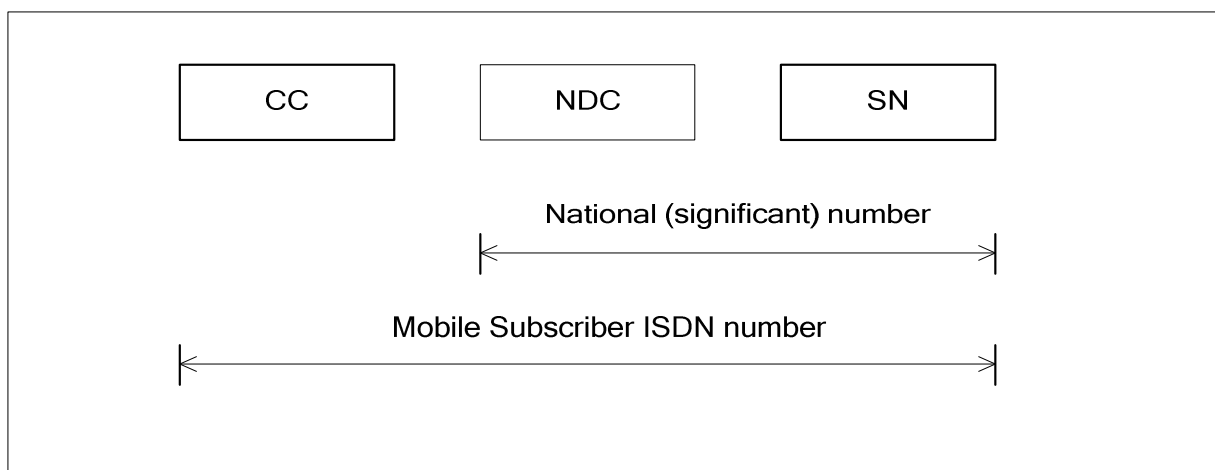 CC NDC SN
National (significant) number
Mobile Subscriber ISDN number